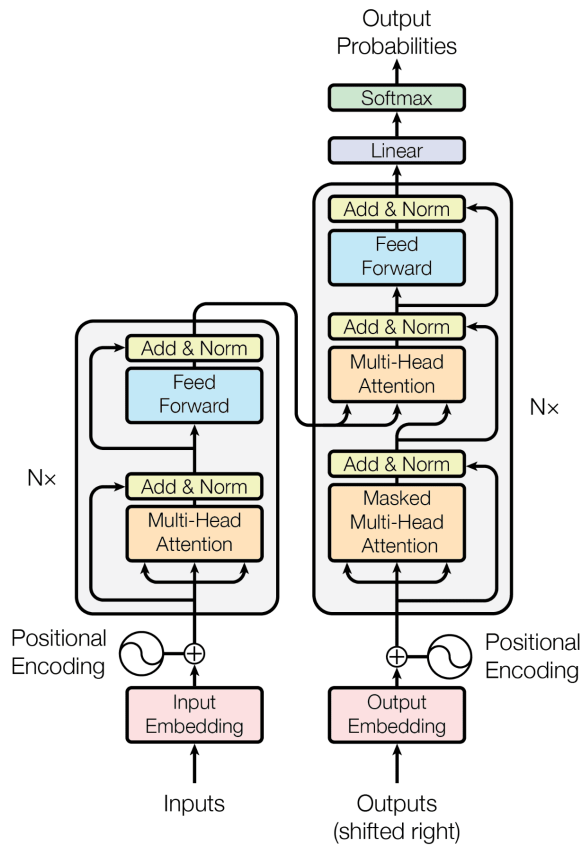 Output
Probabilities
Softmax
Linear
Add & Norm
Feed
Forward
Add & Norm
Multi-Head
Attention
Add & Norm
Masked
Multi-Head
Attention
N×
Add & Norm
Feed
Forward
Add & Norm
Multi-Head
Attention
N×
Positional
Encoding
Positional
Encoding
Input
Embedding
Output
Embedding
Inputs
Outputs
(shifted right)